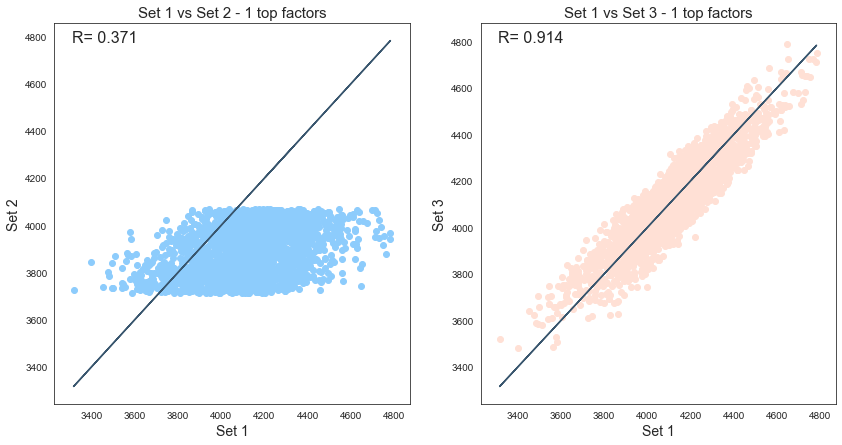 Set 1 vs Set 2 - 1 top factors
R= 0.371
4800
4600
4400
4200
4000
3800
3600
3400
Set 2
3400 3600 3800 4000 4200 4400 4600 4800
Set 1
Set 1 vs Set 3 - 1 top factors
R= 0.914
4800
4600
4400
4200
4000
3800
3600
3400
Set 3
3400 3600 3800 4000 4200 4400 4600 4800
Set 1